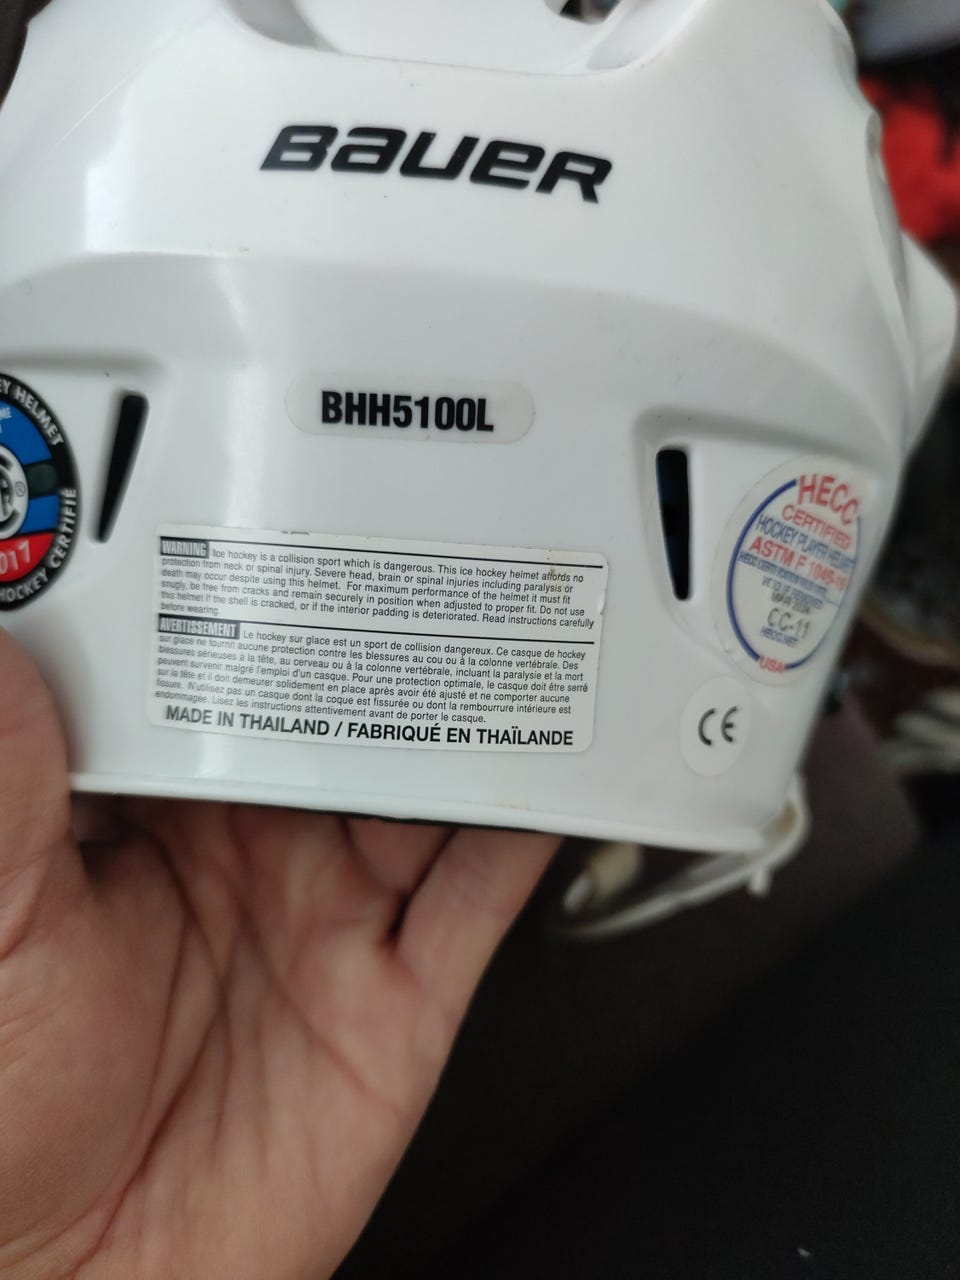 BAUER
BHH5100L
HELMET
2017
HOCKEY CERTIFIÉ
WARNING Ice hockey is a collision sport which is dangerous. This ice hockey helmet affords no
protection from neck or spinal injury. Severe head, brain or spinal injuries including paralysis or
death may occur despite using this helmet. For maximum performance of the helmet it must fit
snugly, be free from cracks and remain securely in position when adjusted to proper fit. Do not use
this helmet if the shell is cracked, or if the interior padding is deteriorated. Read instructions carefully
before wearing.
AVERTISSEMENT Le hockey sur glace est un sport de collision dangereux. Ce casque de hockey
sur glace ne fournit aucune protection contre les blessures au cou ou à la colonne vertébrale. Des
blessures sérieuses à la tête, au cerveau ou à la colonne vertébrale, incluant la paralysie et la mort
peuvent survenir malgré l'emploi d'un casque. Pour une protection optimale, le casque doit être serré
sur la tête et il doit demeurer solidement en place après avoir été ajusté et ne comporter aucune
fissure. N'utilisez pas un casque dont la coque est fissurée ou dont la rembourrure intérieure est
endommagée. Lisez les instructions attentivement avant de porter le casque.
MADE IN THAILAND / FABRIQUÉ EN THAÏLANDE
HECC
CERTIFIED
HOCKEY PLAYER HELMET
ASTM F 1045
CC-11
HECC.NET
USA
CE